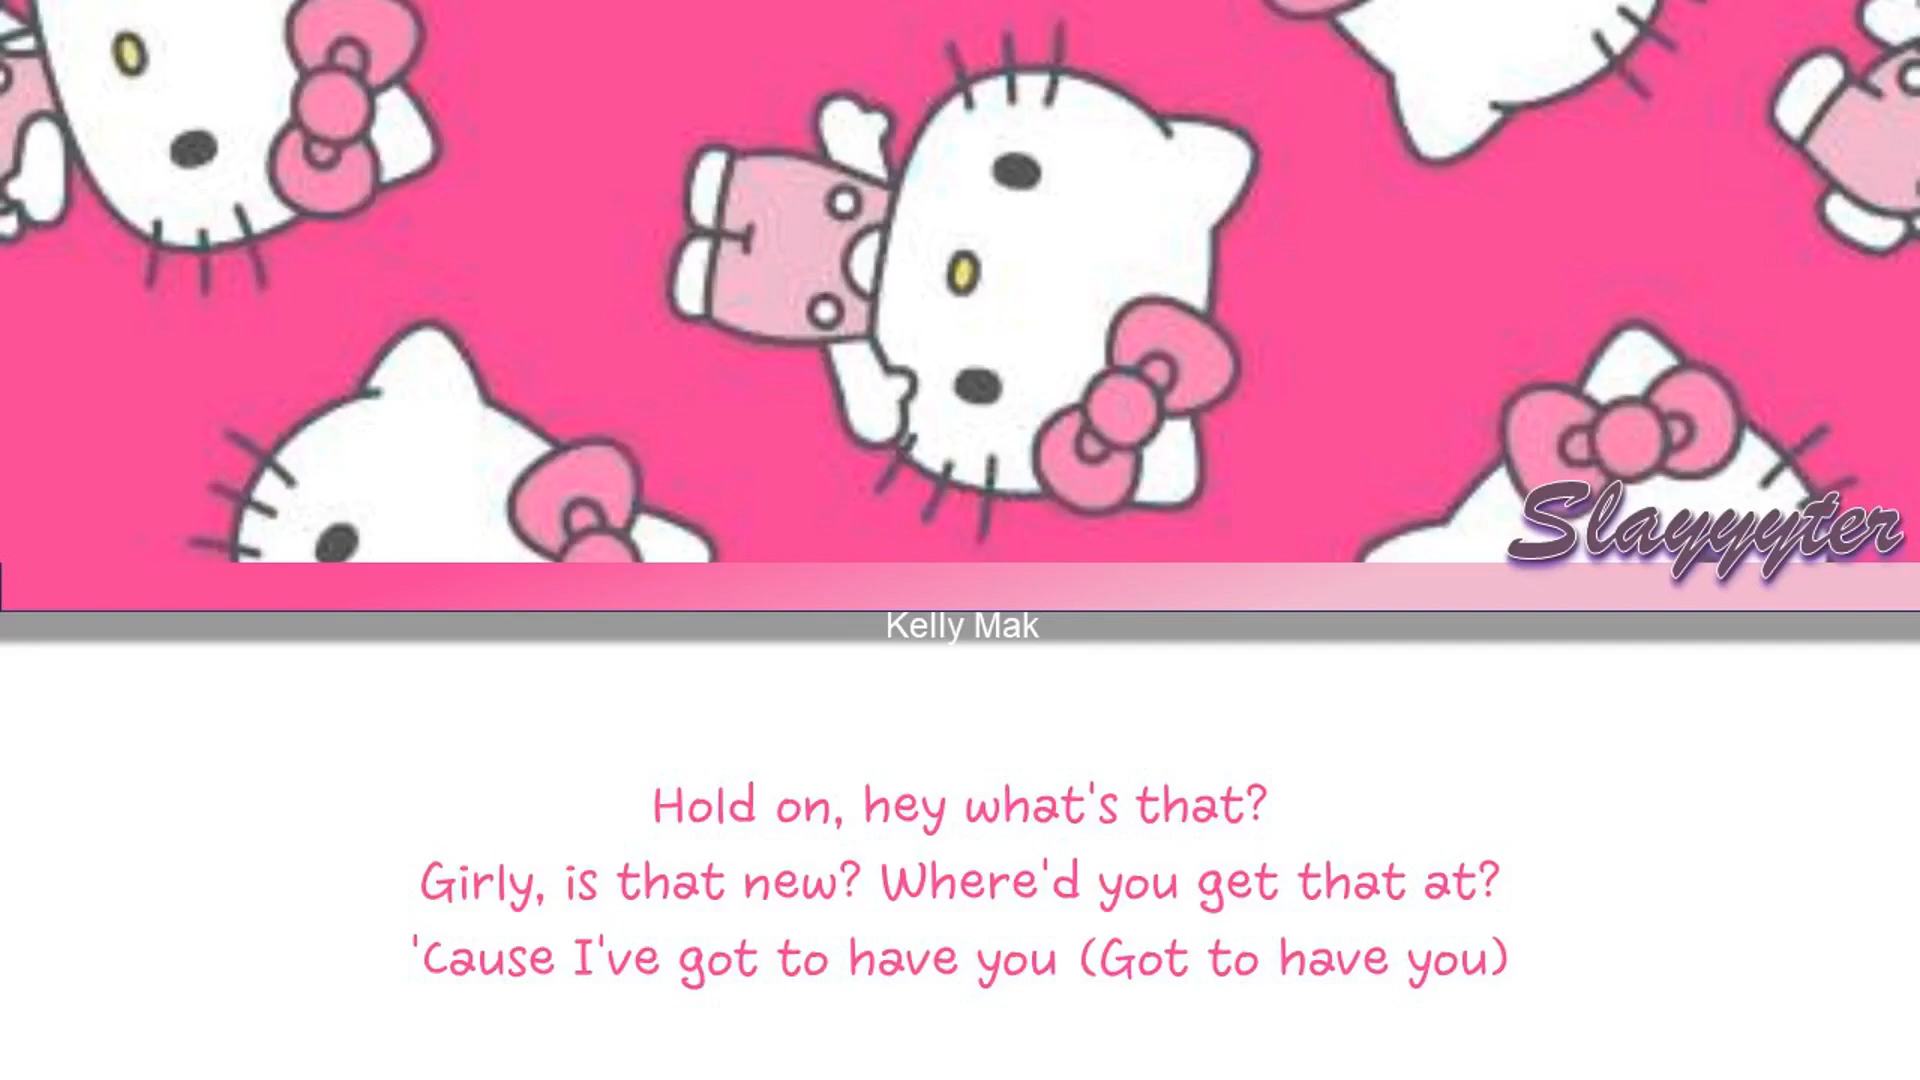 Slayyyter
Kelly Mak
Hold on, hey what's that?
Girly, is that new? Where'd you get that at?
'Cause I've got to have you (Got to have you)